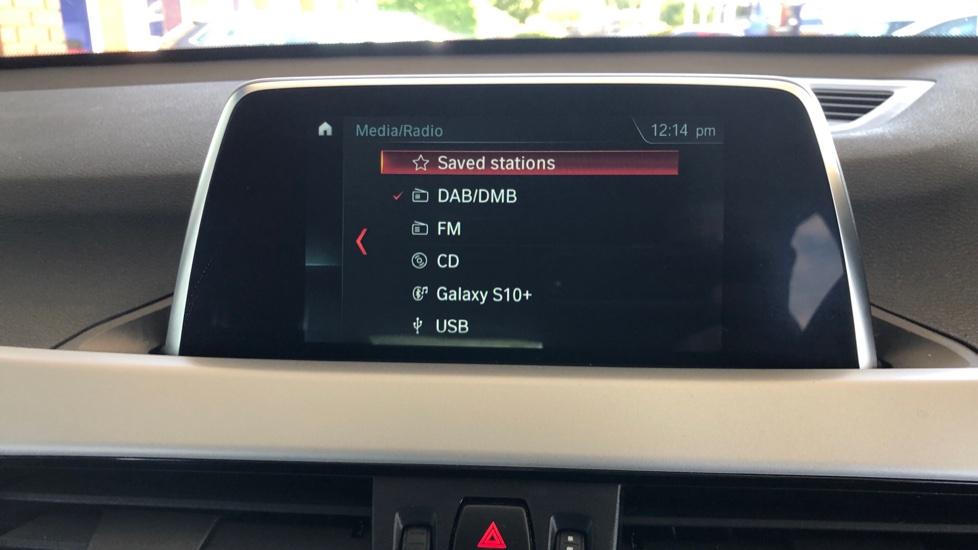 Media/Radio
12:14 pm
Saved stations
DAB/DMB
FM
CD
Galaxy S10+
USB